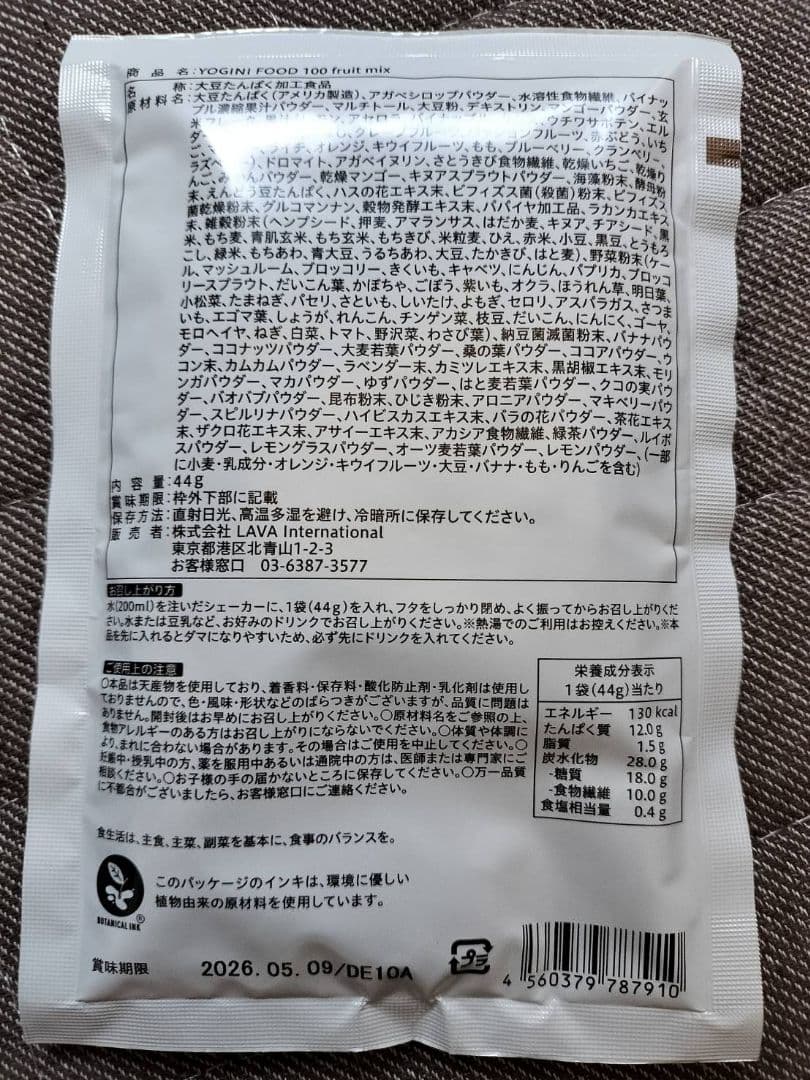 商品名:YOGINI FOOD 100 fruit mix
名称:大豆たんぱく加工食品
原材料名:大豆たんぱく(アメリカ製造)、アガベシロップパウダー、水溶性食物繊維、パイナッ
プル濃縮果汁パウダー、マルチトール、大豆粉、デキストリン、マンゴーパウダー、玄
米 アセロラ、 ウチワサボテン、エル
ダー グレープフルーツ、 ションフルーツ、赤ぶどう、いち
ご、 ライチ、オレンジ、キウイフルーツ、もも、ブルーベリー、クランベリー、
ラズベ )、ドロマイト、アガベイヌリン、さとうきび食物繊維、乾燥いちご、乾燥り
んご、みかんパウダー、乾燥マンゴー、キヌアスプラウトパウダー、海藻粉末、酵母粉
末、えんどう豆たんぱく、ハスの花エキス末、ビフィズス菌(殺菌)粉末、ビフィズス
菌乾燥粉末、グルコマンナン、穀物発酵エキス末、パパイヤ加工品、ラカンカエキス
末、雑穀粉末(ヘンプシード、押麦、アマランサス、はだか麦、キヌア、チアシード、黒
米、もち麦、青肌玄米、もち玄米、もちきび、米粒麦、ひえ、赤米、小豆、黒豆、とうもろ
こし、緑米、もちあわ、青大豆、うるちあわ、大豆、たかきび、はと麦)、野菜粉末(ケー
ル、マッシュルーム、ブロッコリー、きくいも、キャベツ、にんじん、パプリカ、ブロッコ
リースプラウト、だいこん葉、かぼちゃ、ごぼう、紫いも、オクラ、ほうれん草、明日葉、
小松菜、たまねぎ、パセリ、さといも、しいたけ、よもぎ、セロリ、アスパラガス、さつま
いも、エゴマ葉、しょうが、れんこん、チンゲン菜、枝豆、だいこん、にんにく、ゴーヤ、
モロヘイヤ、ねぎ、白菜、トマト、野沢菜、わさび葉)、納豆菌滅菌粉末、バナナパウ
ダー、ココナッツパウダー、大麦若葉パウダー、桑の葉パウダー、ココアパウダー、ウ
コン末、カムカムパウダー、ラベンダー末、カミツレエキス末、黒胡椒エキス末、モリ
ンガパウダー、マカパウダー、ゆずパウダー、はと麦若葉パウダー、クコの実パウ
ダー、バオバブパウダー、昆布粉末、ひじき粉末、アロニアパウダー、マキベリーパウ
ダー、スピルリナパウダー、ハイビスカスエキス末、バラの花パウダー、茶花エキス
末、ザクロ花エキス末、アサイーエキス末、アカシア食物繊維、緑茶パウダー、ルイボ
スパウダー、レモングラスパウダー、オーツ麦若葉パウダー、レモンパウダー、(一部
に小麦・乳成分・オレンジ・キウイフルーツ・大豆・バナナ・もも・りんごを含む)
内容量:44g
賞味期限:枠外下部に記載
保存方法:直射日光、高温多湿を避け、冷暗所に保存してください。
販売者:株式会社 LAVA International
東京都港区北青山1-2-3
お客様窓口 03-6387-3577
お召し上がり方
水(200ml)を注いだシェーカーに、1袋(44g)を入れ、フタをしっかり閉め、よく振ってからお召し上がりくだ
さい。水または豆乳など、お好みのドリンクでお召し上がりください。※熱湯でのご利用はお控えください。※本
品を先に入れるとダマになりやすいため、必ず先にドリンクを入れてください。
ご使用上の注意
○本品は天産物を使用しており、着香料・保存料・酸化防止剤・乳化剤は使用し
ておりませんので、色・風味・形状などのばらつきがございますが、品質に問題は
ありません。開封後はお早めにお召し上がりください。○原材料名をご参照の上、
食物アレルギーのある方はお召し上がりにならないでください。○体質や体調に
より、まれに合わない場合があります。その場合はご使用を中止してください。○
妊娠中・授乳中の方、薬を服用中あるいは通院中の方は、医師または専門家にご
相談ください。○お子様の手の届かないところに保存してください。○万一品質
に不都合がございましたら、お客様窓口にご連絡ください。
栄養成分表示
1袋(44g)当たり
エネルギー 130 kcal
たんぱく質 12.0g
脂質 1.5g
炭水化物 28.0g
-糖質 18.0g
-食物繊維 10.0g
食塩相当量 0.4g
食生活は、主食、主菜、副菜を基本に、食事のバランスを。
このパッケージのインキは、環境に優しい
植物由来の原材料を使用しています。
BOTANICAL INK®
賞味期限 2026.05.09/DE10A
プラ
4 560379 787910